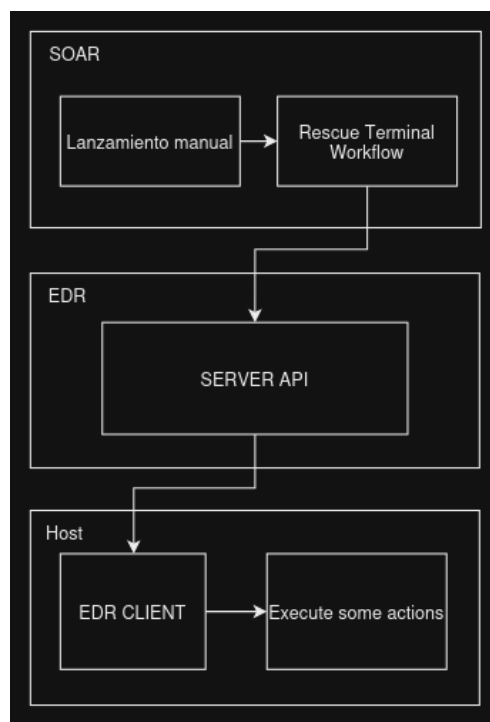 SOAR
Lanzamiento manual
Rescue Terminal
Workflow
EDR
SERVER API
Host
EDR CLIENT
Execute some actions